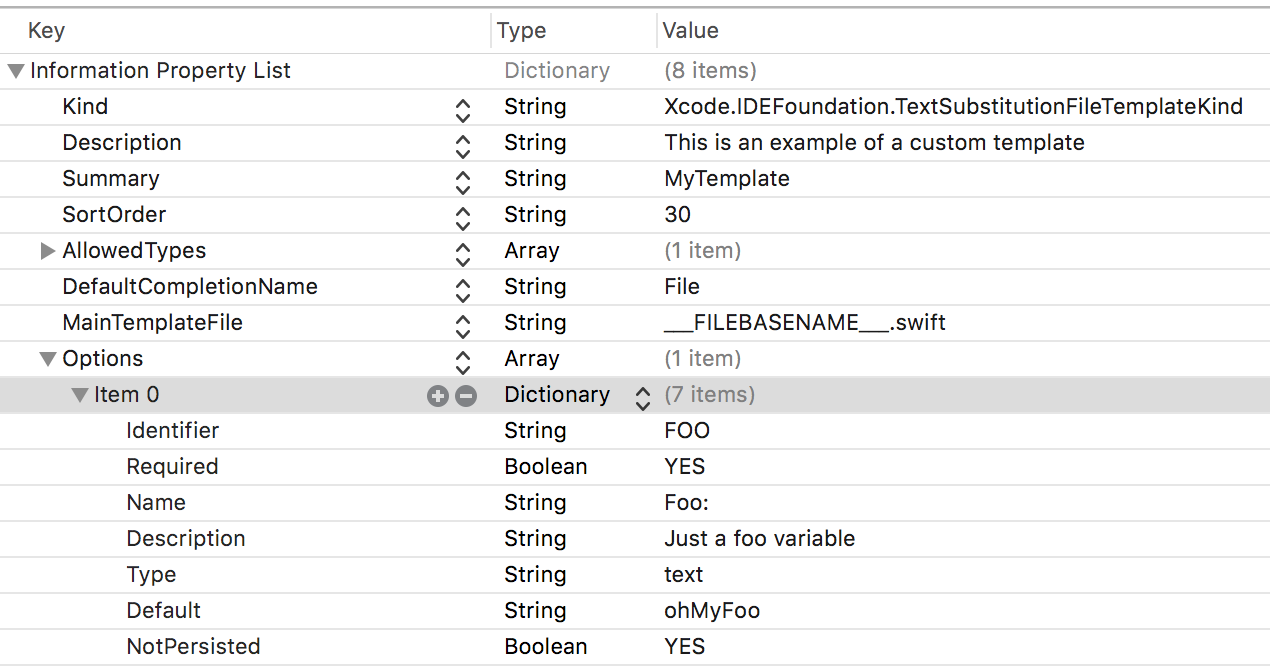 Key Type Value
Information Property List Dictionary (8 items)
Kind String Xcode.IDEFoundation.TextSubstitutionFileTemplateKind
Description String This is an example of a custom template
Summary String MyTemplate
SortOrder String 30
AllowedTypes Array (1 item)
DefaultCompletionName String File
MainTemplateFile String ___FILEBASENAME___.swift
Options Array (1 item)
Item 0 Dictionary (7 items)
Identifier String FOO
Required Boolean YES
Name String Foo:
Description String Just a foo variable
Type String text
Default String ohMyFoo
NotPersisted Boolean YES